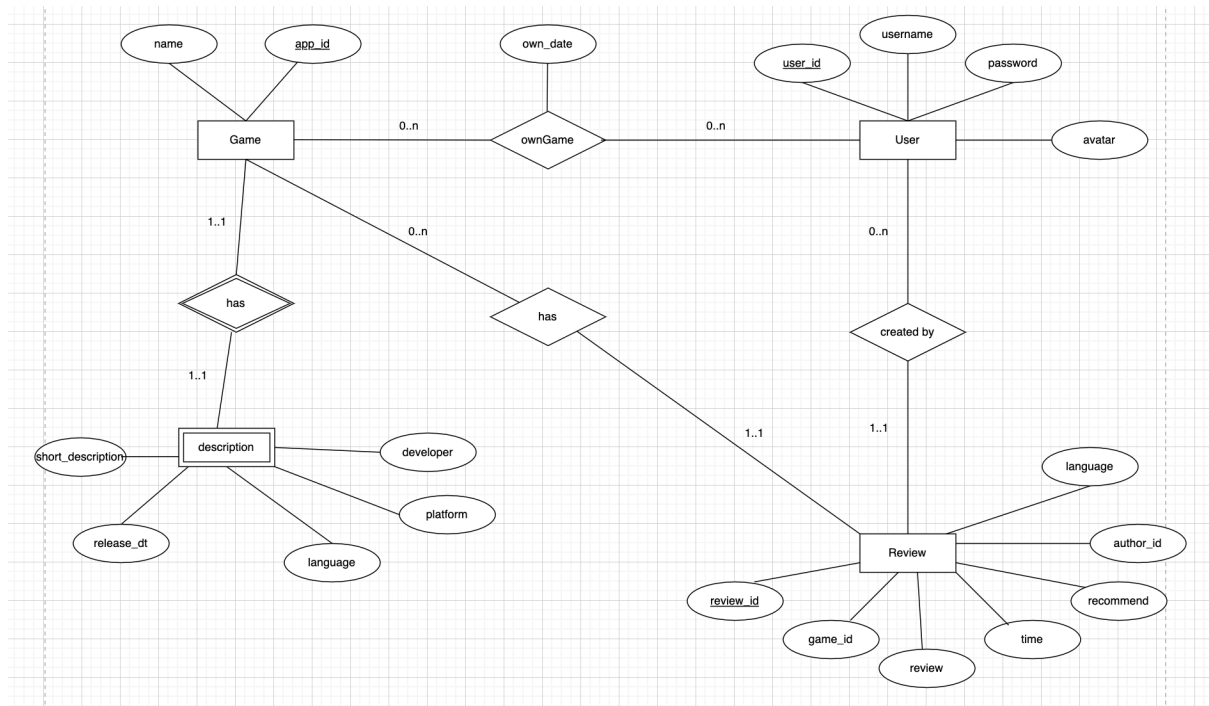 name
app_id
own_date
username
user_id
password
Game
0..n
ownGame
0..n
User
avatar
1..1
0..n
0..n
has
has
created by
1..1
1..1
1..1
description
short_description
developer
platform
release_dt
language
language
Review
author_id
review_id
recommend
game_id
time
review